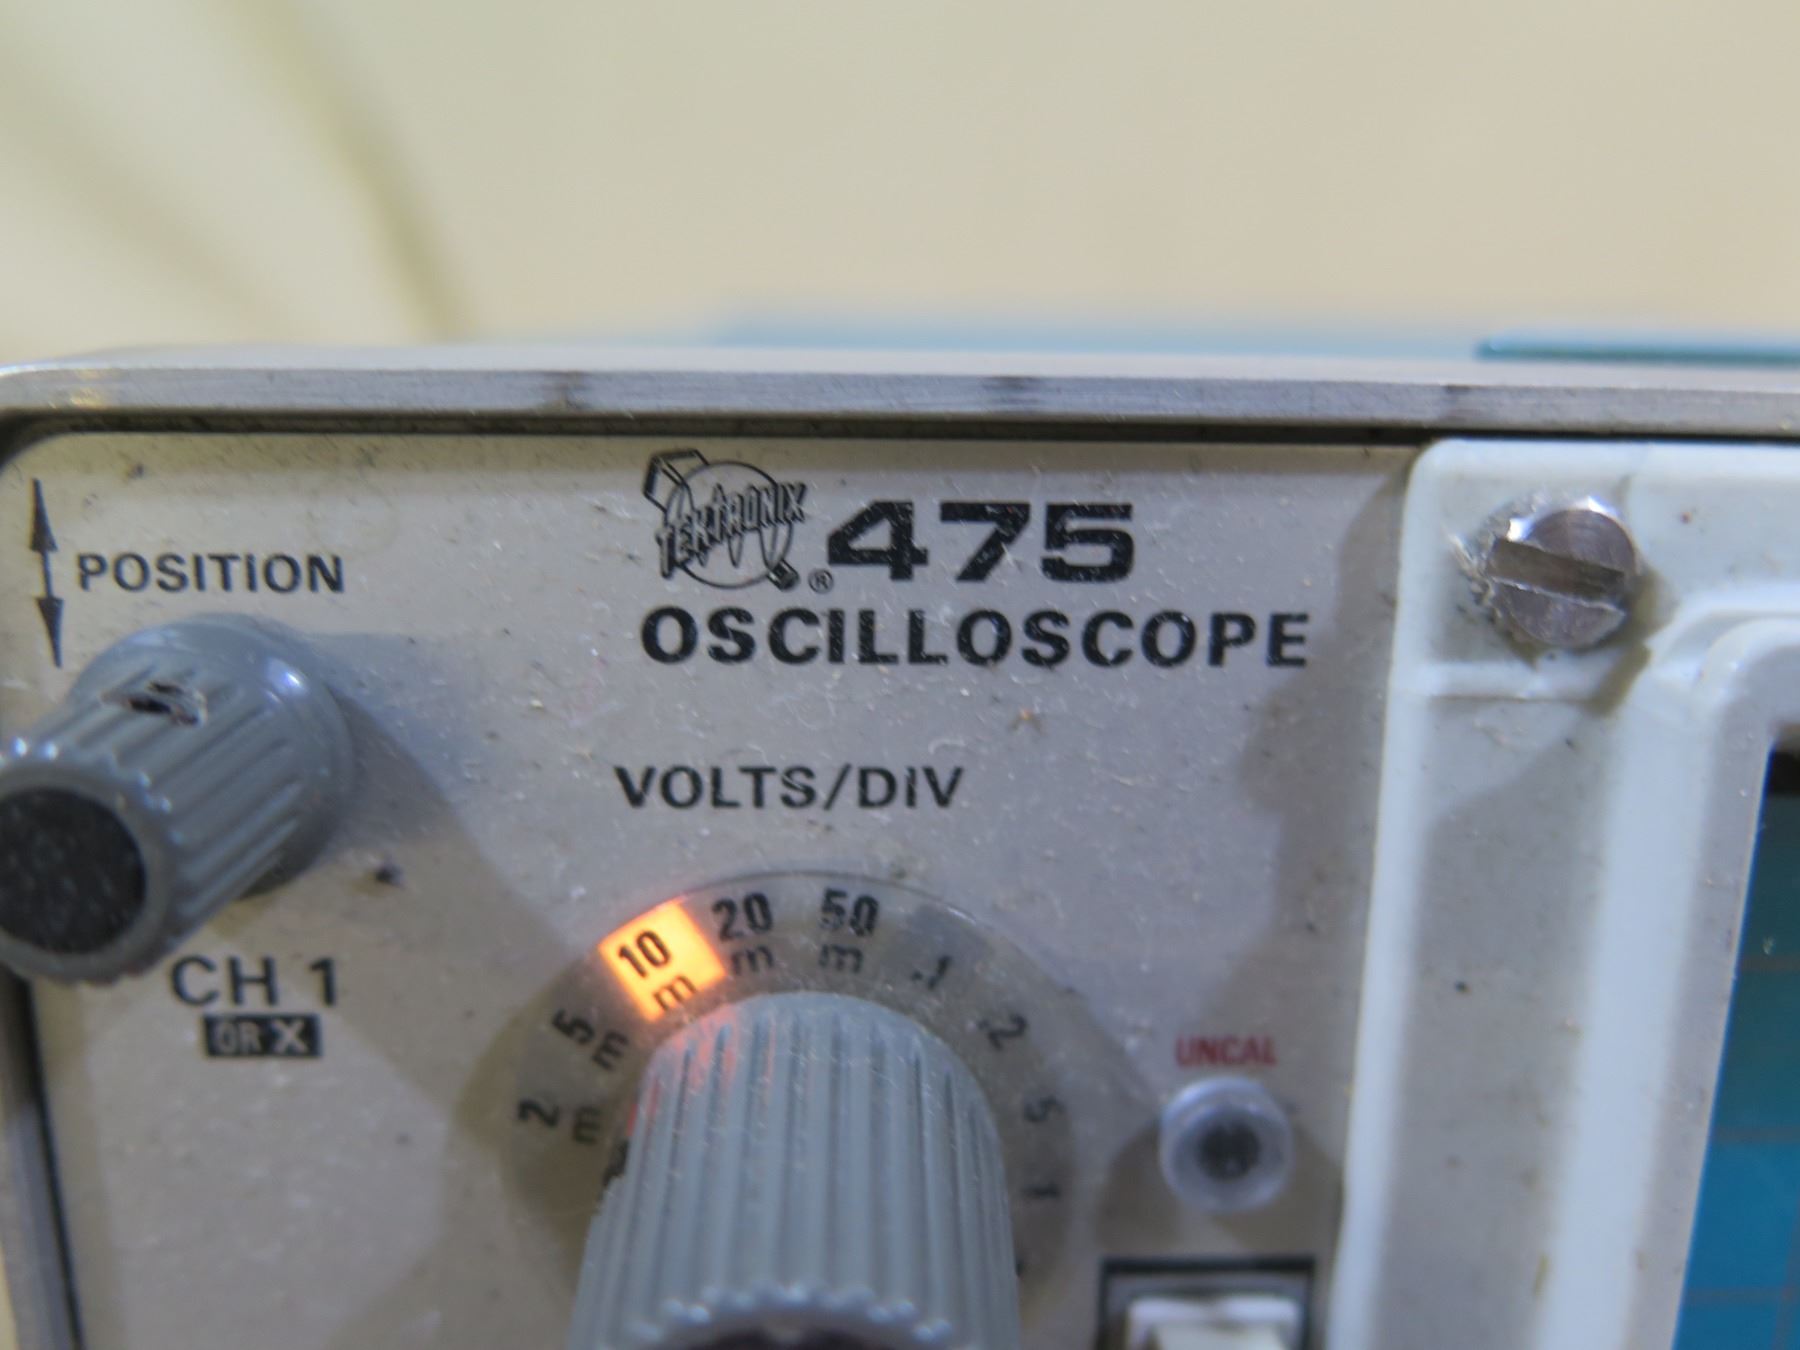 TEKTRONIX ® 475
OSCILLOSCOPE
POSITION
VOLTS/DIV
CH 1
OR X
2 m
5 m
10 m
20 m
50 m
.1
.2
.5
1
UNCAL